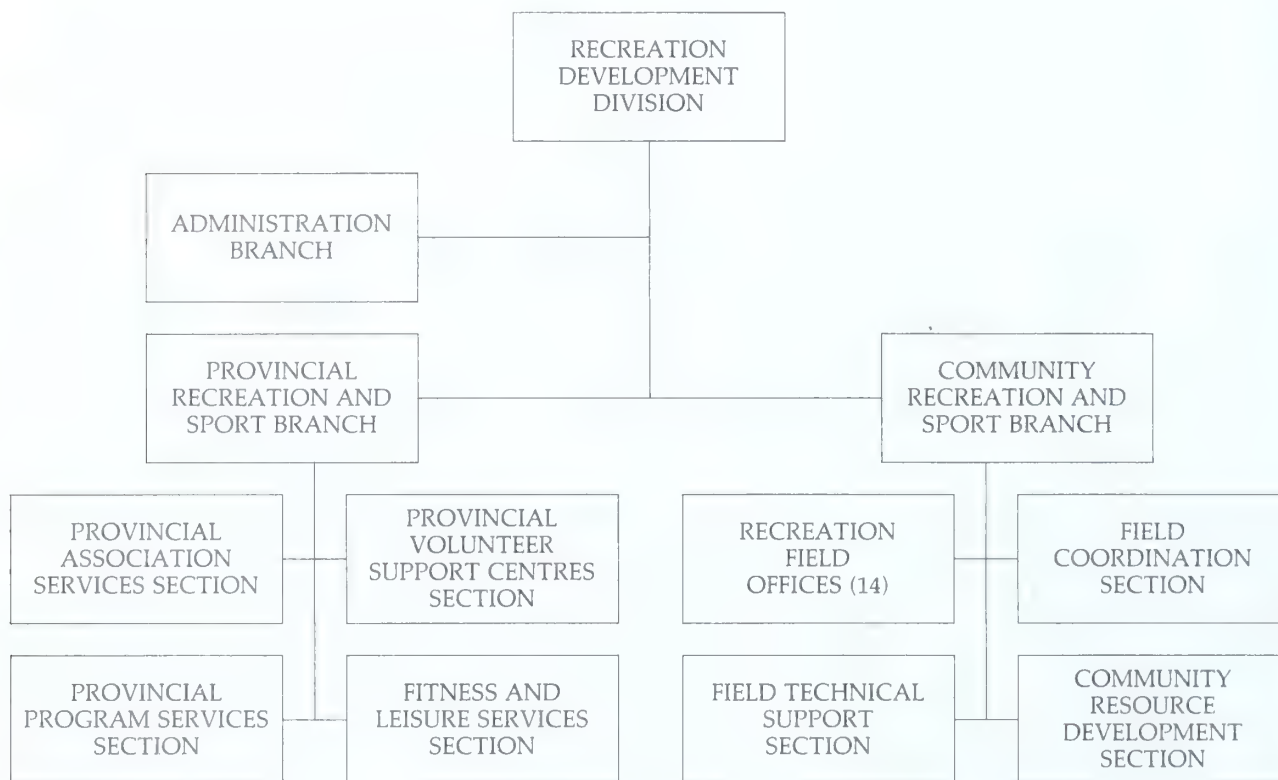 RECREATION
DEVELOPMENT
DIVISION
ADMINISTRATION
BRANCH
PROVINCIAL
RECREATION AND
SPORT BRANCH
COMMUNITY
RECREATION AND
SPORT BRANCH
PROVINCIAL
ASSOCIATION
SERVICES SECTION
PROVINCIAL
VOLUNTEER
SUPPORT CENTRES
SECTION
RECREATION
FIELD
OFFICES (14)
FIELD
COORDINATION
SECTION
PROVINCIAL
PROGRAM SERVICES
SECTION
FITNESS AND
LEISURE SERVICES
SECTION
FIELD TECHNICAL
SUPPORT
SECTION
COMMUNITY
RESOURCE
DEVELOPMENT
SECTION